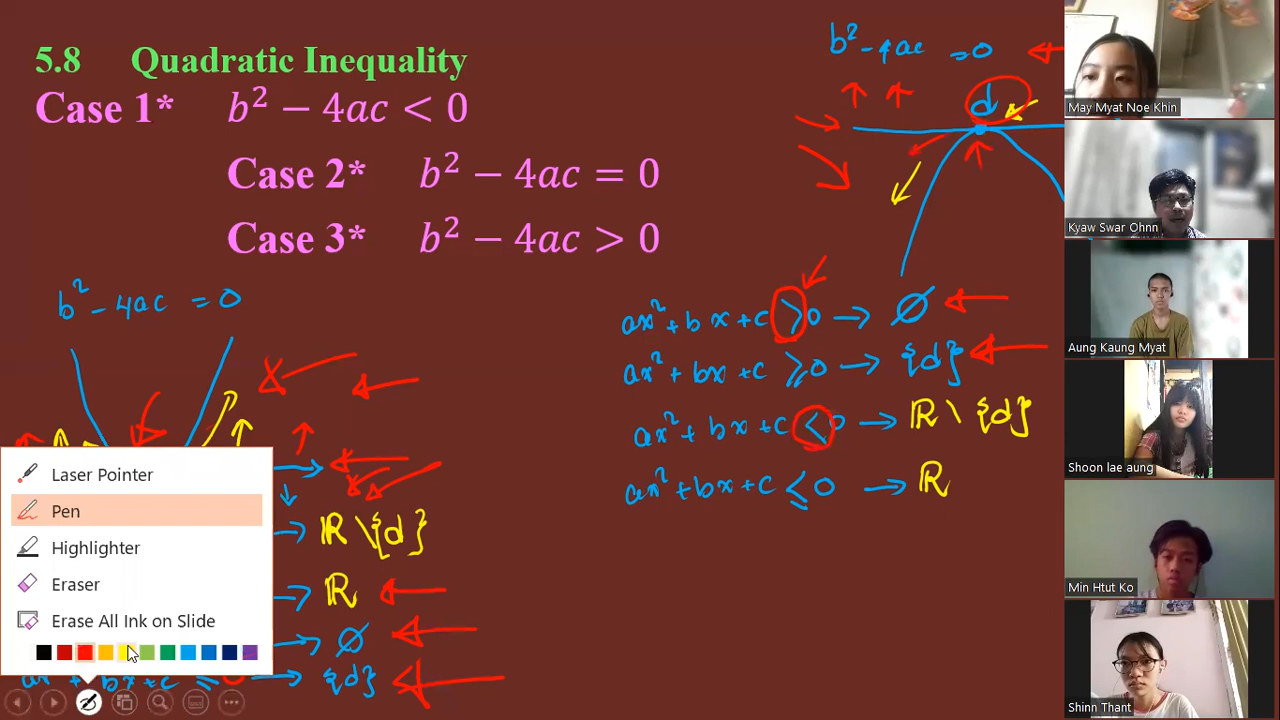 5.8 Quadratic Inequality
Case 1* b² − 4ac < 0
Case 2* b² − 4ac = 0
Case 3* b² − 4ac > 0
b² - 4ac = 0
d
b² - 4ac = 0
ax² + bx + c > 0 → ∅
ax² + bx + c ≥ 0 → {d}
ax² + bx + c < 0 → ℝ \ {d}
ax² + bx + c ≤ 0 → ℝ
→ ℝ \ {d}
→ ℝ
→ ∅
ax² + bx + c ≤ 0 → {d}
Laser Pointer
Pen
Highlighter
Eraser
Erase All Ink on Slide
May Myat Noe Khin
Kyaw Swar Ohnn
Aung Kaung Myat
Shoon lae aung
Min Htut Ko
Shinn Thant